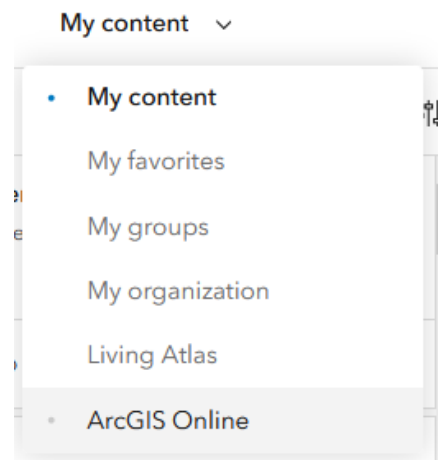 My content
My content
My favorites
My groups
My organization
Living Atlas
ArcGIS Online